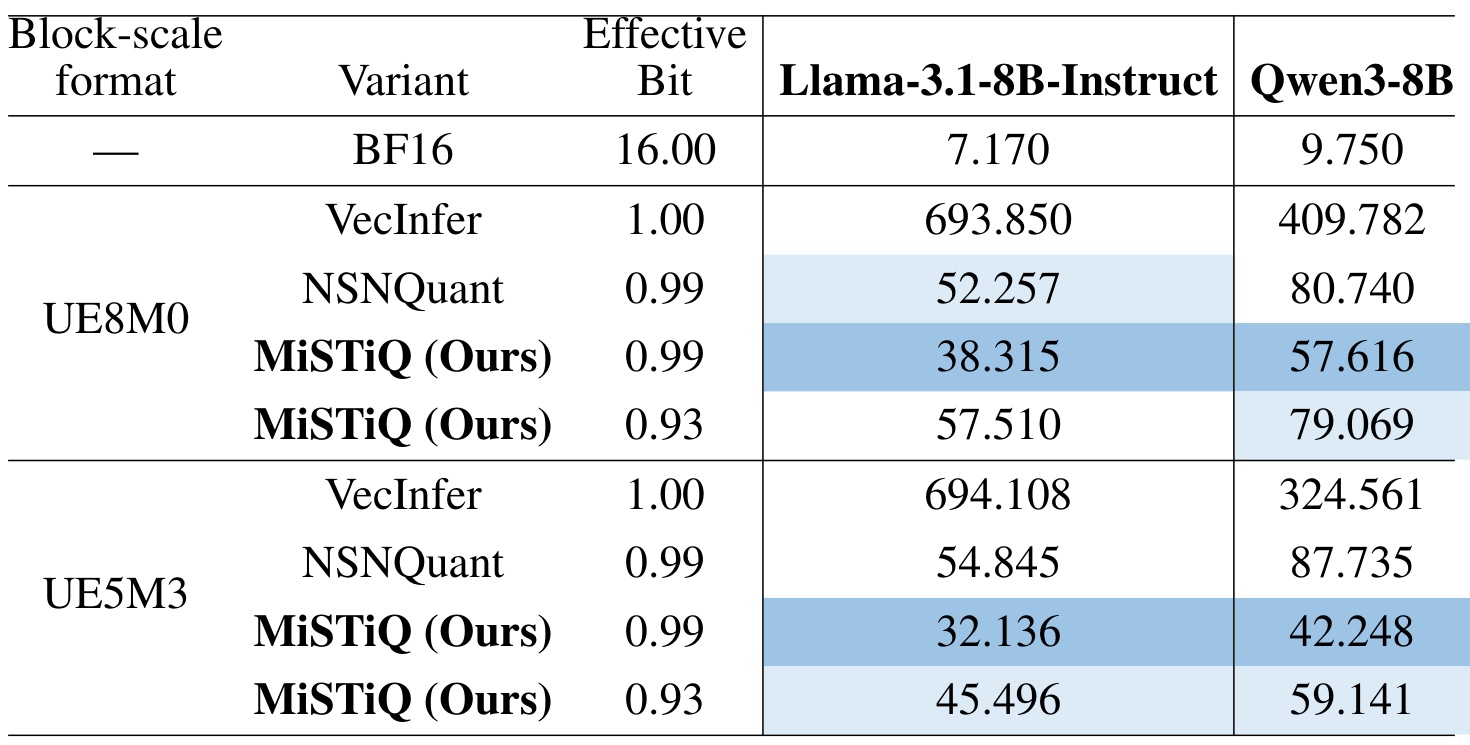 Block-scale format Variant Effective Bit Llama-3.1-8B-Instruct Qwen3-8B
— BF16 16.00 7.170 9.750
UE8M0
VecInfer 1.00 693.850 409.782
NSNQuant 0.99 52.257 80.740
MiSTiQ (Ours) 0.99 38.315 57.616
MiSTiQ (Ours) 0.93 57.510 79.069
UE5M3
VecInfer 1.00 694.108 324.561
NSNQuant 0.99 54.845 87.735
MiSTiQ (Ours) 0.99 32.136 42.248
MiSTiQ (Ours) 0.93 45.496 59.141